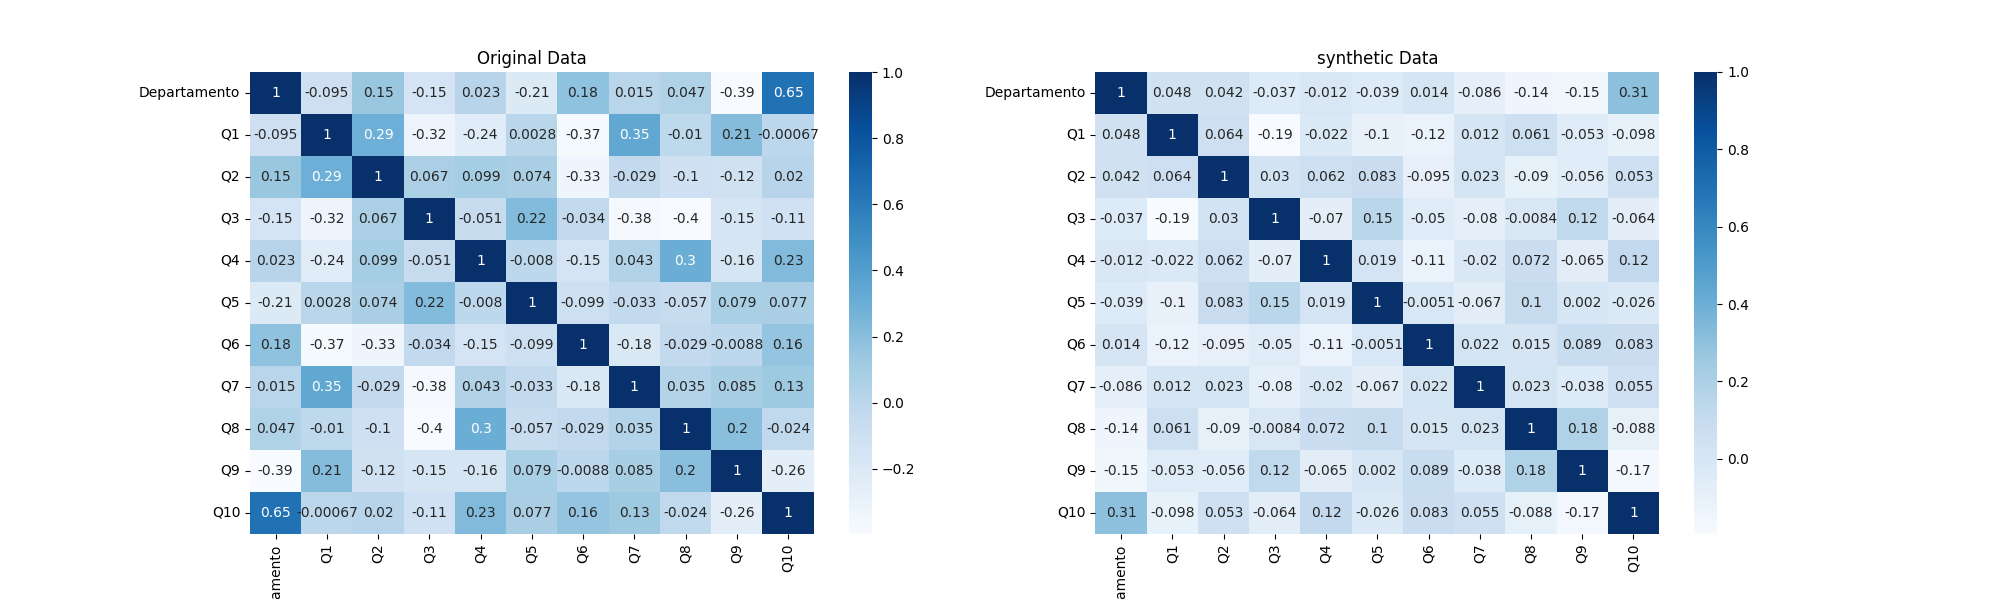 Original Data
Departamento 1 -0.095 0.15 -0.15 0.023 -0.21 0.18 0.015 0.047 -0.39 0.65
Q1 -0.095 1 0.29 -0.32 -0.24 0.0028 -0.37 0.35 -0.01 0.21 -0.00067
Q2 0.15 0.29 1 0.067 0.099 0.074 -0.33 -0.029 -0.1 -0.12 0.02
Q3 -0.15 -0.32 0.067 1 -0.051 0.22 -0.034 -0.38 -0.4 -0.15 -0.11
Q4 0.023 -0.24 0.099 -0.051 1 -0.008 -0.15 0.043 0.3 -0.16 0.23
Q5 -0.21 0.0028 0.074 0.22 -0.008 1 -0.099 -0.033 -0.057 0.079 0.077
Q6 0.18 -0.37 -0.33 -0.034 -0.15 -0.099 1 -0.18 -0.029 -0.0088 0.16
Q7 0.015 0.35 -0.029 -0.38 0.043 -0.033 -0.18 1 0.035 0.085 0.13
Q8 0.047 -0.01 -0.1 -0.4 0.3 -0.057 -0.029 0.035 1 0.2 -0.024
Q9 -0.39 0.21 -0.12 -0.15 -0.16 0.079 -0.0088 0.085 0.2 1 -0.26
Q10 0.65 -0.00067 0.02 -0.11 0.23 0.077 0.16 0.13 -0.024 -0.26 1
amento Q1 Q2 Q3 Q4 Q5 Q6 Q7 Q8 Q9 Q10
1.0
0.8
0.6
0.4
0.2
0.0
−0.2
synthetic Data
Departamento 1 0.048 0.042 -0.037 -0.012 -0.039 0.014 -0.086 -0.14 -0.15 0.31
Q1 0.048 1 0.064 -0.19 -0.022 -0.1 -0.12 0.012 0.061 -0.053 -0.098
Q2 0.042 0.064 1 0.03 0.062 0.083 -0.095 0.023 -0.09 -0.056 0.053
Q3 -0.037 -0.19 0.03 1 -0.07 0.15 -0.05 -0.08 -0.0084 0.12 -0.064
Q4 -0.012 -0.022 0.062 -0.07 1 0.019 -0.11 -0.02 0.072 -0.065 0.12
Q5 -0.039 -0.1 0.083 0.15 0.019 1 -0.0051 -0.067 0.1 0.002 -0.026
Q6 0.014 -0.12 -0.095 -0.05 -0.11 -0.0051 1 0.022 0.015 0.089 0.083
Q7 -0.086 0.012 0.023 -0.08 -0.02 -0.067 0.022 1 0.023 -0.038 0.055
Q8 -0.14 0.061 -0.09 -0.0084 0.072 0.1 0.015 0.023 1 0.18 -0.088
Q9 -0.15 -0.053 -0.056 0.12 -0.065 0.002 0.089 -0.038 0.18 1 -0.17
Q10 0.31 -0.098 0.053 -0.064 0.12 -0.026 0.083 0.055 -0.088 -0.17 1
amento Q1 Q2 Q3 Q4 Q5 Q6 Q7 Q8 Q9 Q10
1.0
0.8
0.6
0.4
0.2
0.0